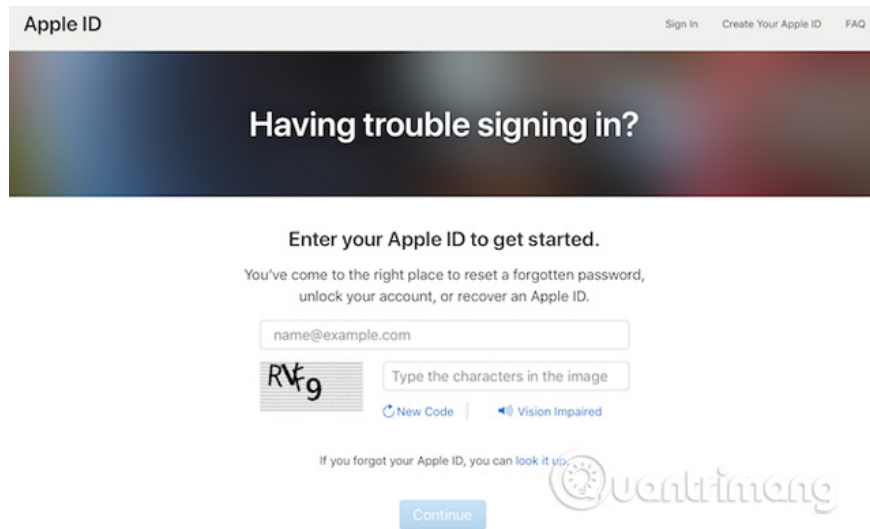 Apple ID
Sign In Create Your Apple ID FAQ
Having trouble signing in?
Enter your Apple ID to get started.
You've come to the right place to reset a forgotten password,
unlock your account, or recover an Apple ID.
name@example.com
Type the characters in the image
New Code Vision Impaired
If you forgot your Apple ID, you can look it up.
Quantrimang
Continue